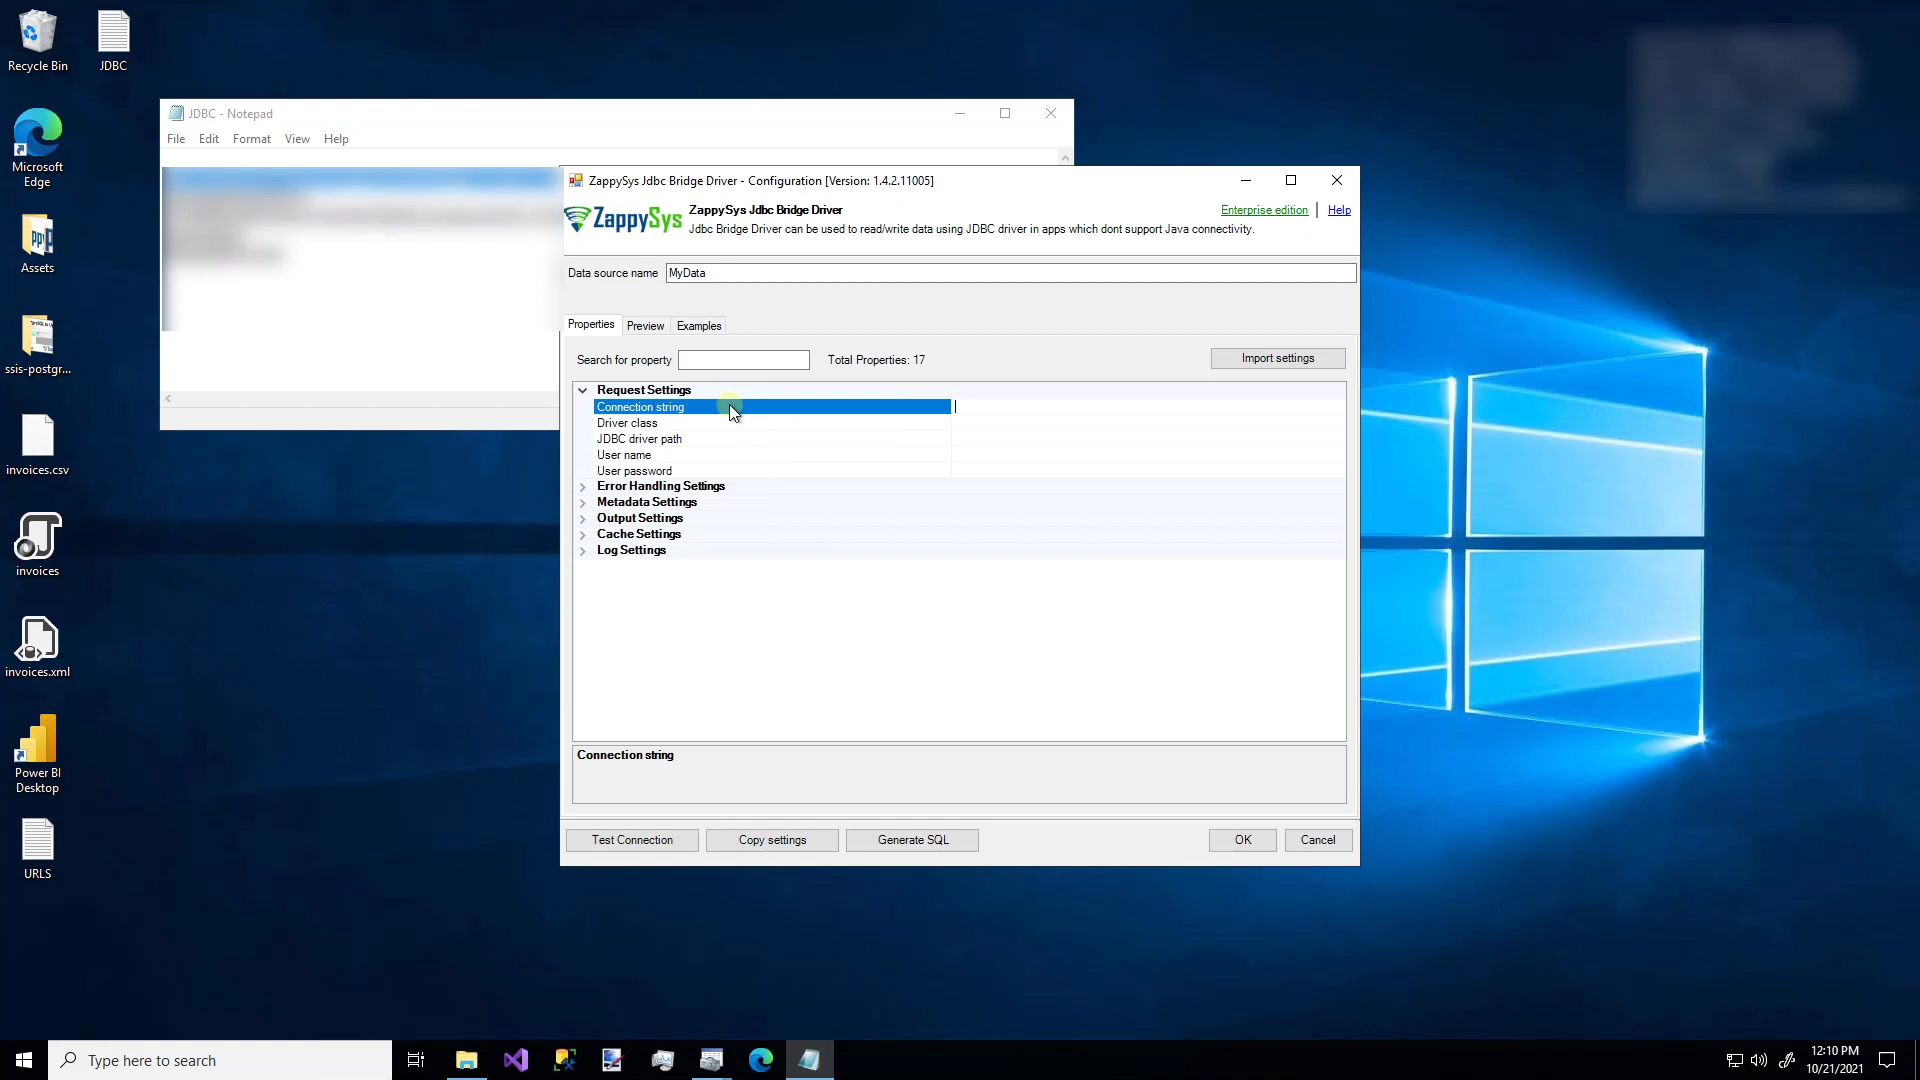 Recycle Bin
JDBC
Microsoft
Edge
Assets
ssis-postgr...
invoices.csv
invoices
invoices.xml
Power BI
Desktop
URLS
JDBC - Notepad
File Edit Format View Help
ZappySys Jdbc Bridge Driver - Configuration [Version: 1.4.2.11005]
ZappySys
ZappySys Jdbc Bridge Driver
Jdbc Bridge Driver can be used to read/write data using JDBC driver in apps which dont support Java connectivity.
Enterprise edition | Help
Data source name MyData
Properties Preview Examples
Search for property Total Properties: 17 Import settings
Request Settings
Connection string
Driver class
JDBC driver path
User name
User password
Error Handling Settings
Metadata Settings
Output Settings
Cache Settings
Log Settings
Connection string
Test Connection Copy settings Generate SQL OK Cancel
Type here to search
12:10 PM
10/21/2021